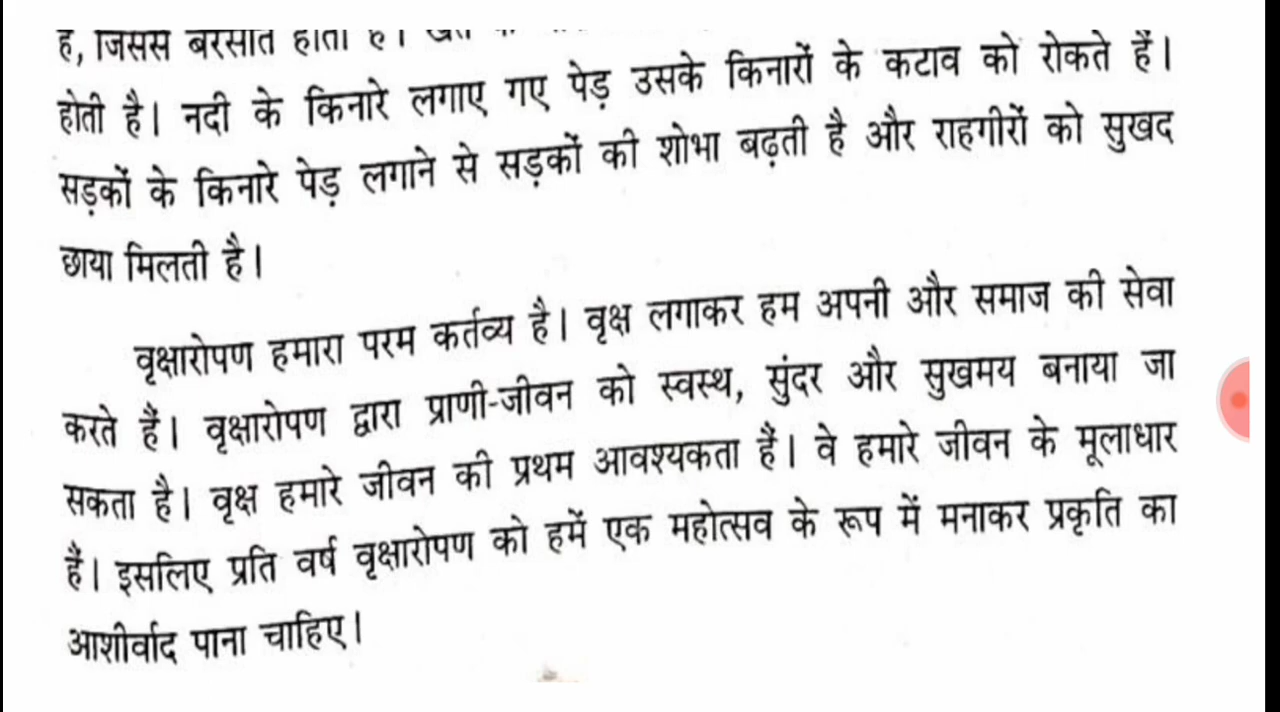 है, जिससे बरसात होती है।
होती है। नदी के किनारे लगाए गए पेड़ उसके किनारों के कटाव को रोकते हैं।
सड़कों के किनारे पेड़ लगाने से सड़कों की शोभा बढ़ती है और राहगीरों को सुखद
छाया मिलती है।
वृक्षारोपण हमारा परम कर्तव्य है। वृक्ष लगाकर हम अपनी और समाज की सेवा
करते हैं। वृक्षारोपण द्वारा प्राणी-जीवन को स्वस्थ, सुंदर और सुखमय बनाया जा
सकता है। वृक्ष हमारे जीवन की प्रथम आवश्यकता हैं। वे हमारे जीवन के मूलाधार
हैं। इसलिए प्रति वर्ष वृक्षारोपण को हमें एक महोत्सव के रूप में मनाकर प्रकृति का
आशीर्वाद पाना चाहिए।